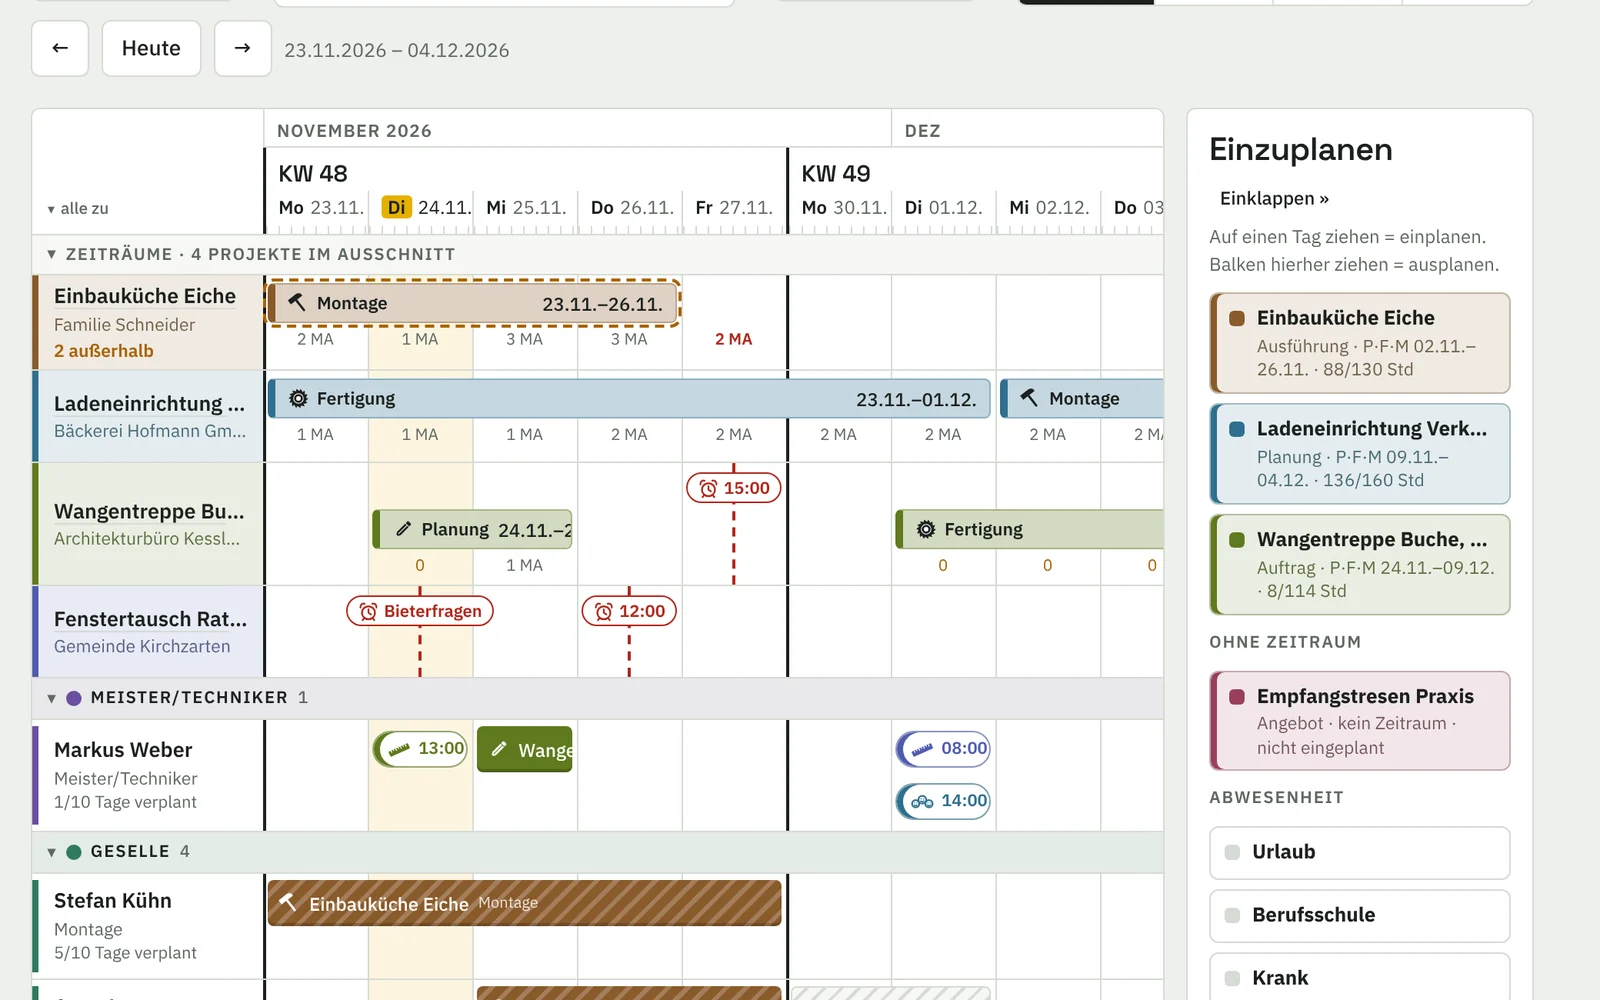 ← Heute → 23.11.2026 – 04.12.2026
NOVEMBER 2026 DEZ
KW 48 KW 49
▾ alle zu Mo 23.11. Di 24.11. Mi 25.11. Do 26.11. Fr 27.11. Mo 30.11. Di 01.12. Mi 02.12. Do 03
▼ ZEITRÄUME · 4 PROJEKTE IM AUSSCHNITT
Einbauküche Eiche
Familie Schneider
2 außerhalb
Montage 23.11.–26.11.
2 MA 1 MA 3 MA 3 MA 2 MA
Ladeneinrichtung ...
Bäckerei Hofmann Gm...
Fertigung 23.11.–01.12. Montage
1 MA 1 MA 1 MA 2 MA 2 MA 2 MA 2 MA 2 MA 2 MA
Wangentreppe Bu...
Architekturbüro Kessl...
15:00
Planung 24.11.–2 Fertigung
0 1 MA 0 0 0
Fenstertausch Rat...
Gemeinde Kirchzarten
Bieterfragen 12:00
▼ MEISTER/TECHNIKER 1
Markus Weber
Meister/Techniker
1/10 Tage verplant
13:00 Wange 08:00
14:00
▼ GESELLE 4
Stefan Kühn
Montage
5/10 Tage verplant
Einbauküche Eiche Montage
Einzuplanen
Einklappen »
Auf einen Tag ziehen = einplanen.
Balken hierher ziehen = ausplanen.
Einbauküche Eiche
Ausführung · P·F·M 02.11.–
26.11. · 88/130 Std
Ladeneinrichtung Verk...
Planung · P·F·M 09.11.–
04.12. · 136/160 Std
Wangentreppe Buche, ...
Auftrag · P·F·M 24.11.–09.12.
· 8/114 Std
OHNE ZEITRAUM
Empfangstresen Praxis
Angebot · kein Zeitraum ·
nicht eingeplant
ABWESENHEIT
Urlaub
Berufsschule
Krank